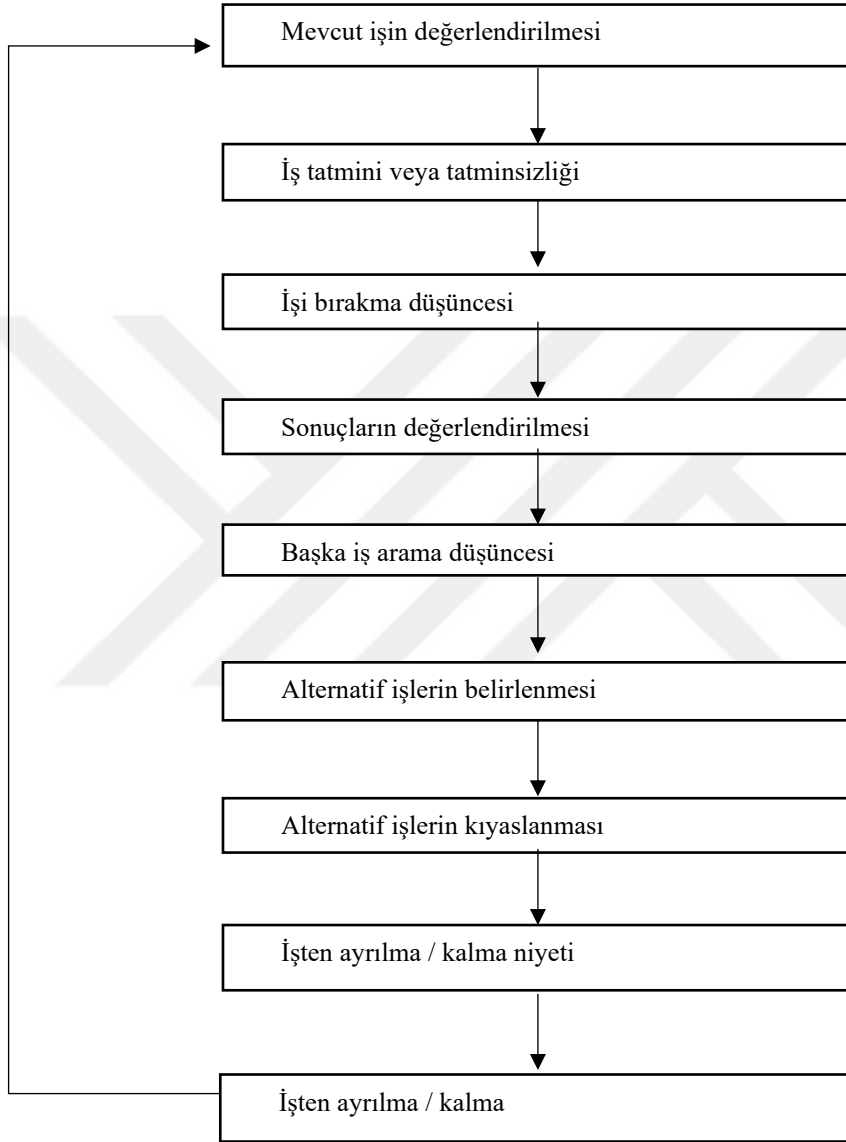 Mevcut işin değerlendirilmesi
İş tatmini veya tatminsizliği
İşi bırakma düşüncesi
Sonuçların değerlendirilmesi
Başka iş arama düşüncesi
Alternatif işlerin belirlenmesi
Alternatif işlerin kıyaslanması
İşten ayrılma / kalma niyeti
İşten ayrılma / kalma